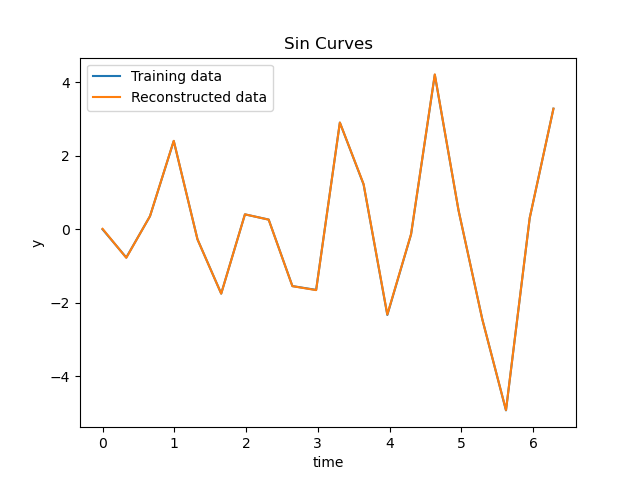 Sin Curves
Training data
Reconstructed data
4
2
0
−2
−4
y
0 1 2 3 4 5 6
time